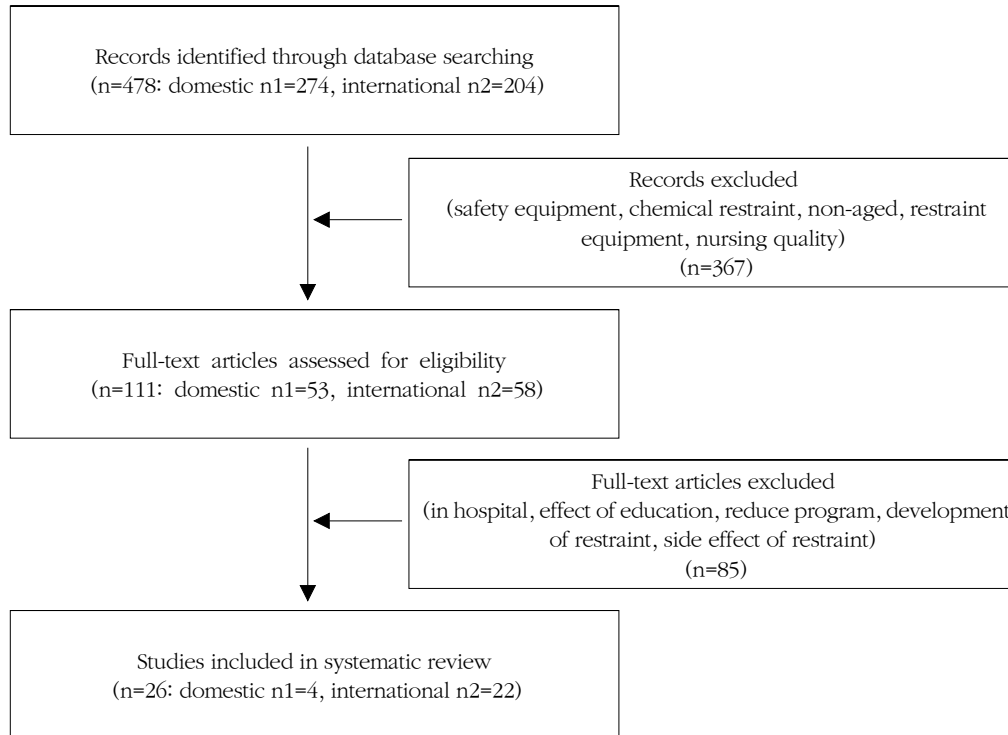 Records identified through database searching
(n=478: domestic n1=274, international n2=204)
Records excluded
(safety equipment, chemical restraint, non-aged, restraint
equipment, nursing quality)
(n=367)
Full-text articles assessed for eligibility
(n=111: domestic n1=53, international n2=58)
Full-text articles excluded
(in hospital, effect of education, reduce program, development
of restraint, side effect of restraint)
(n=85)
Studies included in systematic review
(n=26: domestic n1=4, international n2=22)